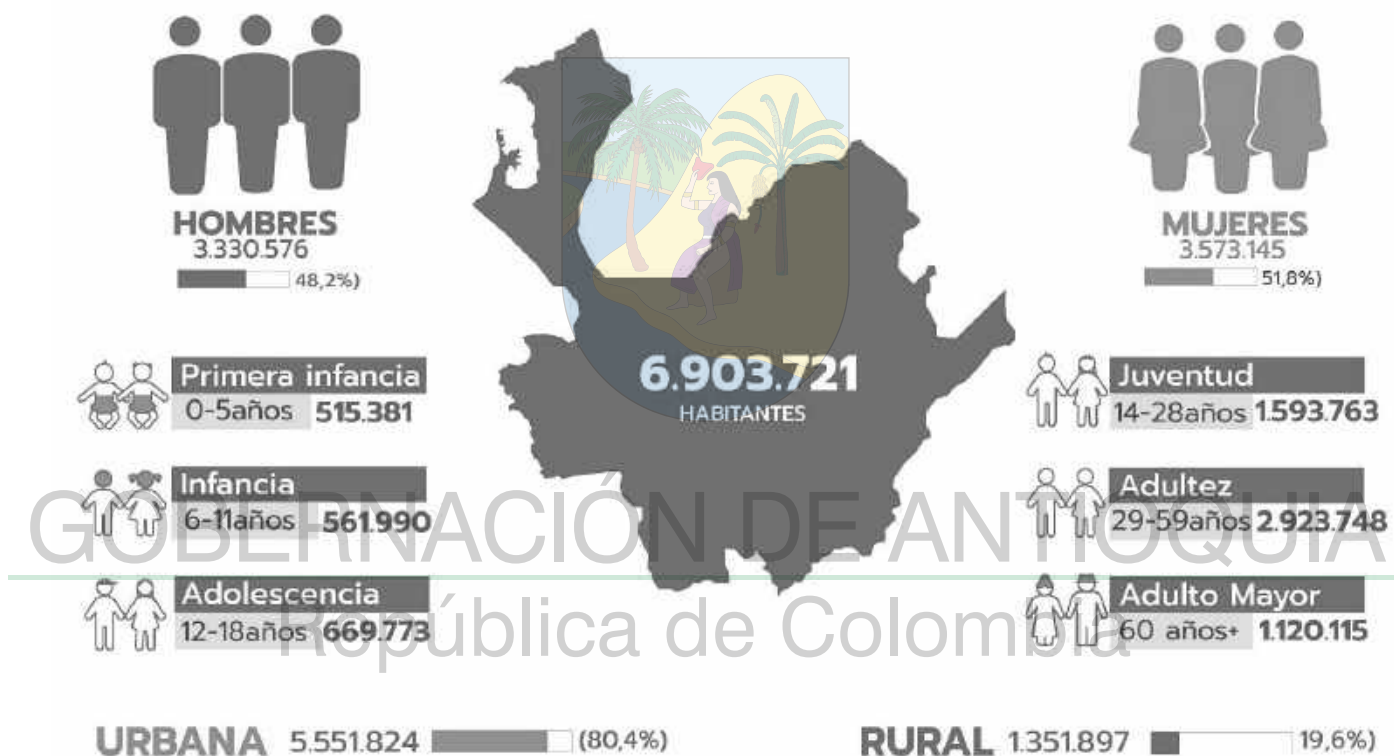 HOMBRES
3.330.576
48,2%)
MUJERES
3.573.145
51,8%)
6.903.721
HABITANTES
Primera infancia
0-5años 515.381
Infancia
6-11años 561.990
Adolescencia
12-18años 669.773
Juventud
14-28años 1.593.763
Adultez
29-59años 2.923.748
Adulto Mayor
60 años+ 1.120.115
GOBERNACIÓN DE ANTIOQUIA
República de Colombia
URBANA 5.551.824 (80,4%)
RURAL 1.351.897 19,6%)